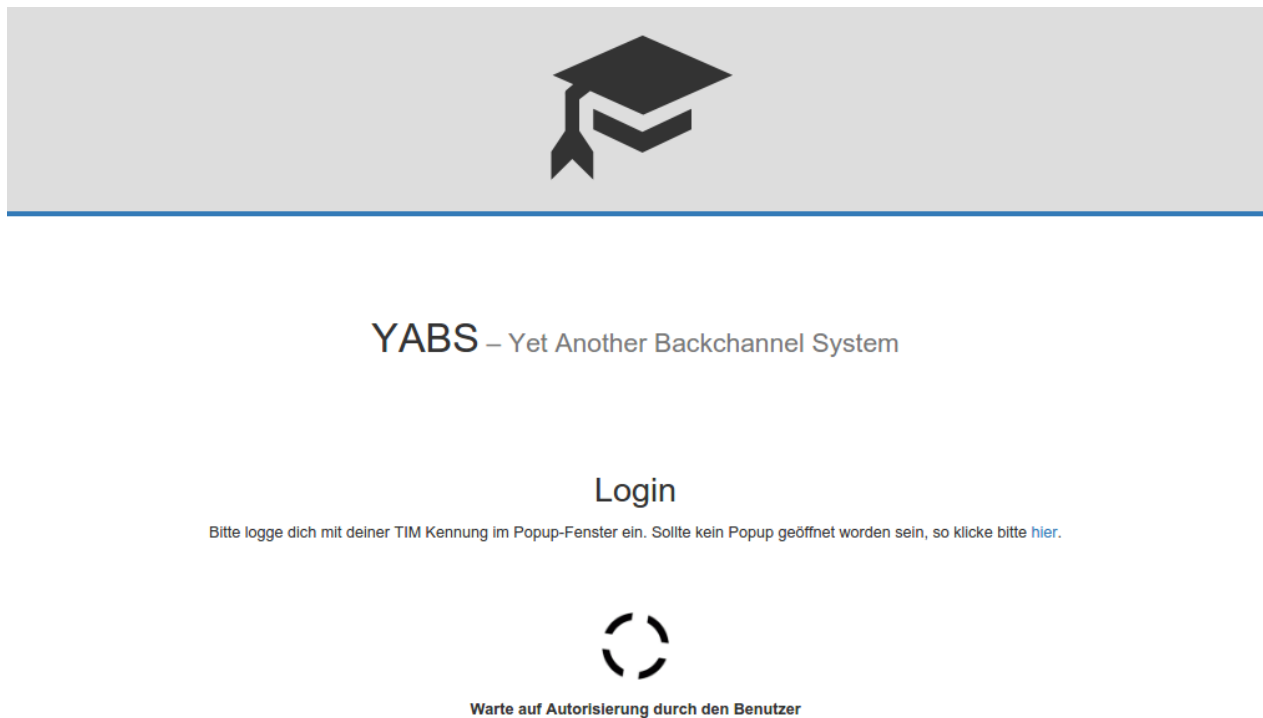 YABS – Yet Another Backchannel System
Login
Bitte logge dich mit deiner TIM Kennung im Popup-Fenster ein. Sollte kein Popup geöffnet worden sein, so klicke bitte hier.
Warte auf Autorisierung durch den Benutzer